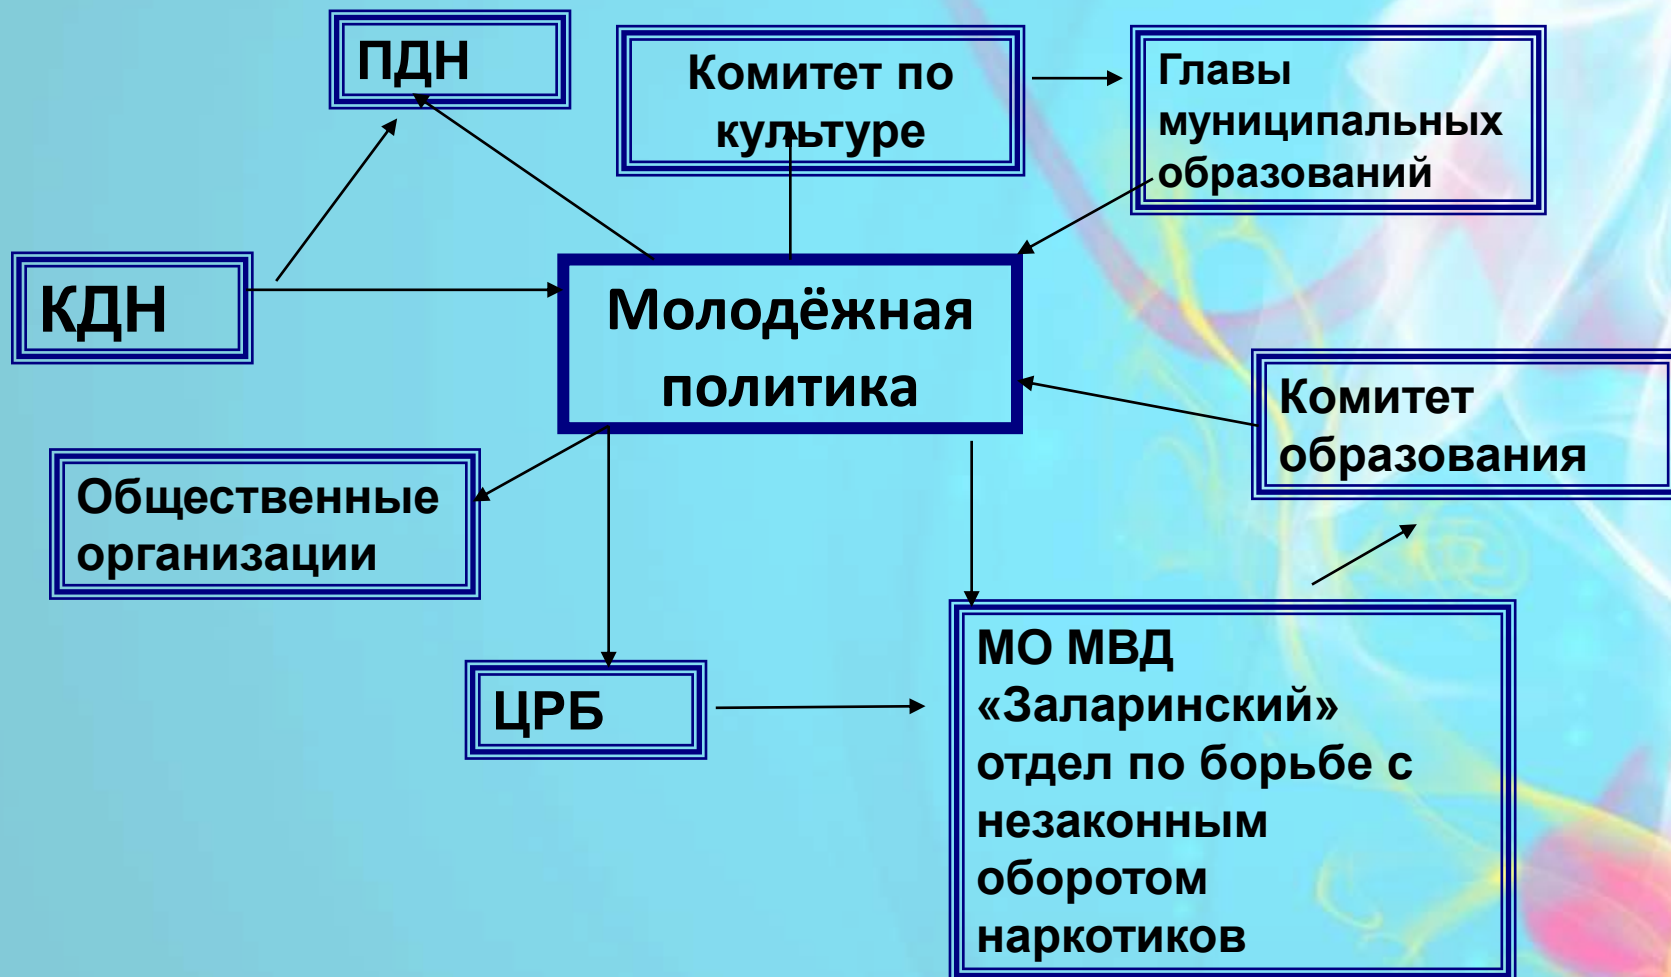 ПДН
Комитет по
культуре
Главы
муниципальных
образований
КДН
Молодёжная
политика
Комитет
образования
Общественные
организации
ЦРБ
МО МВД
«Заларинский»
отдел по борьбе с
незаконным
оборотом
наркотиков